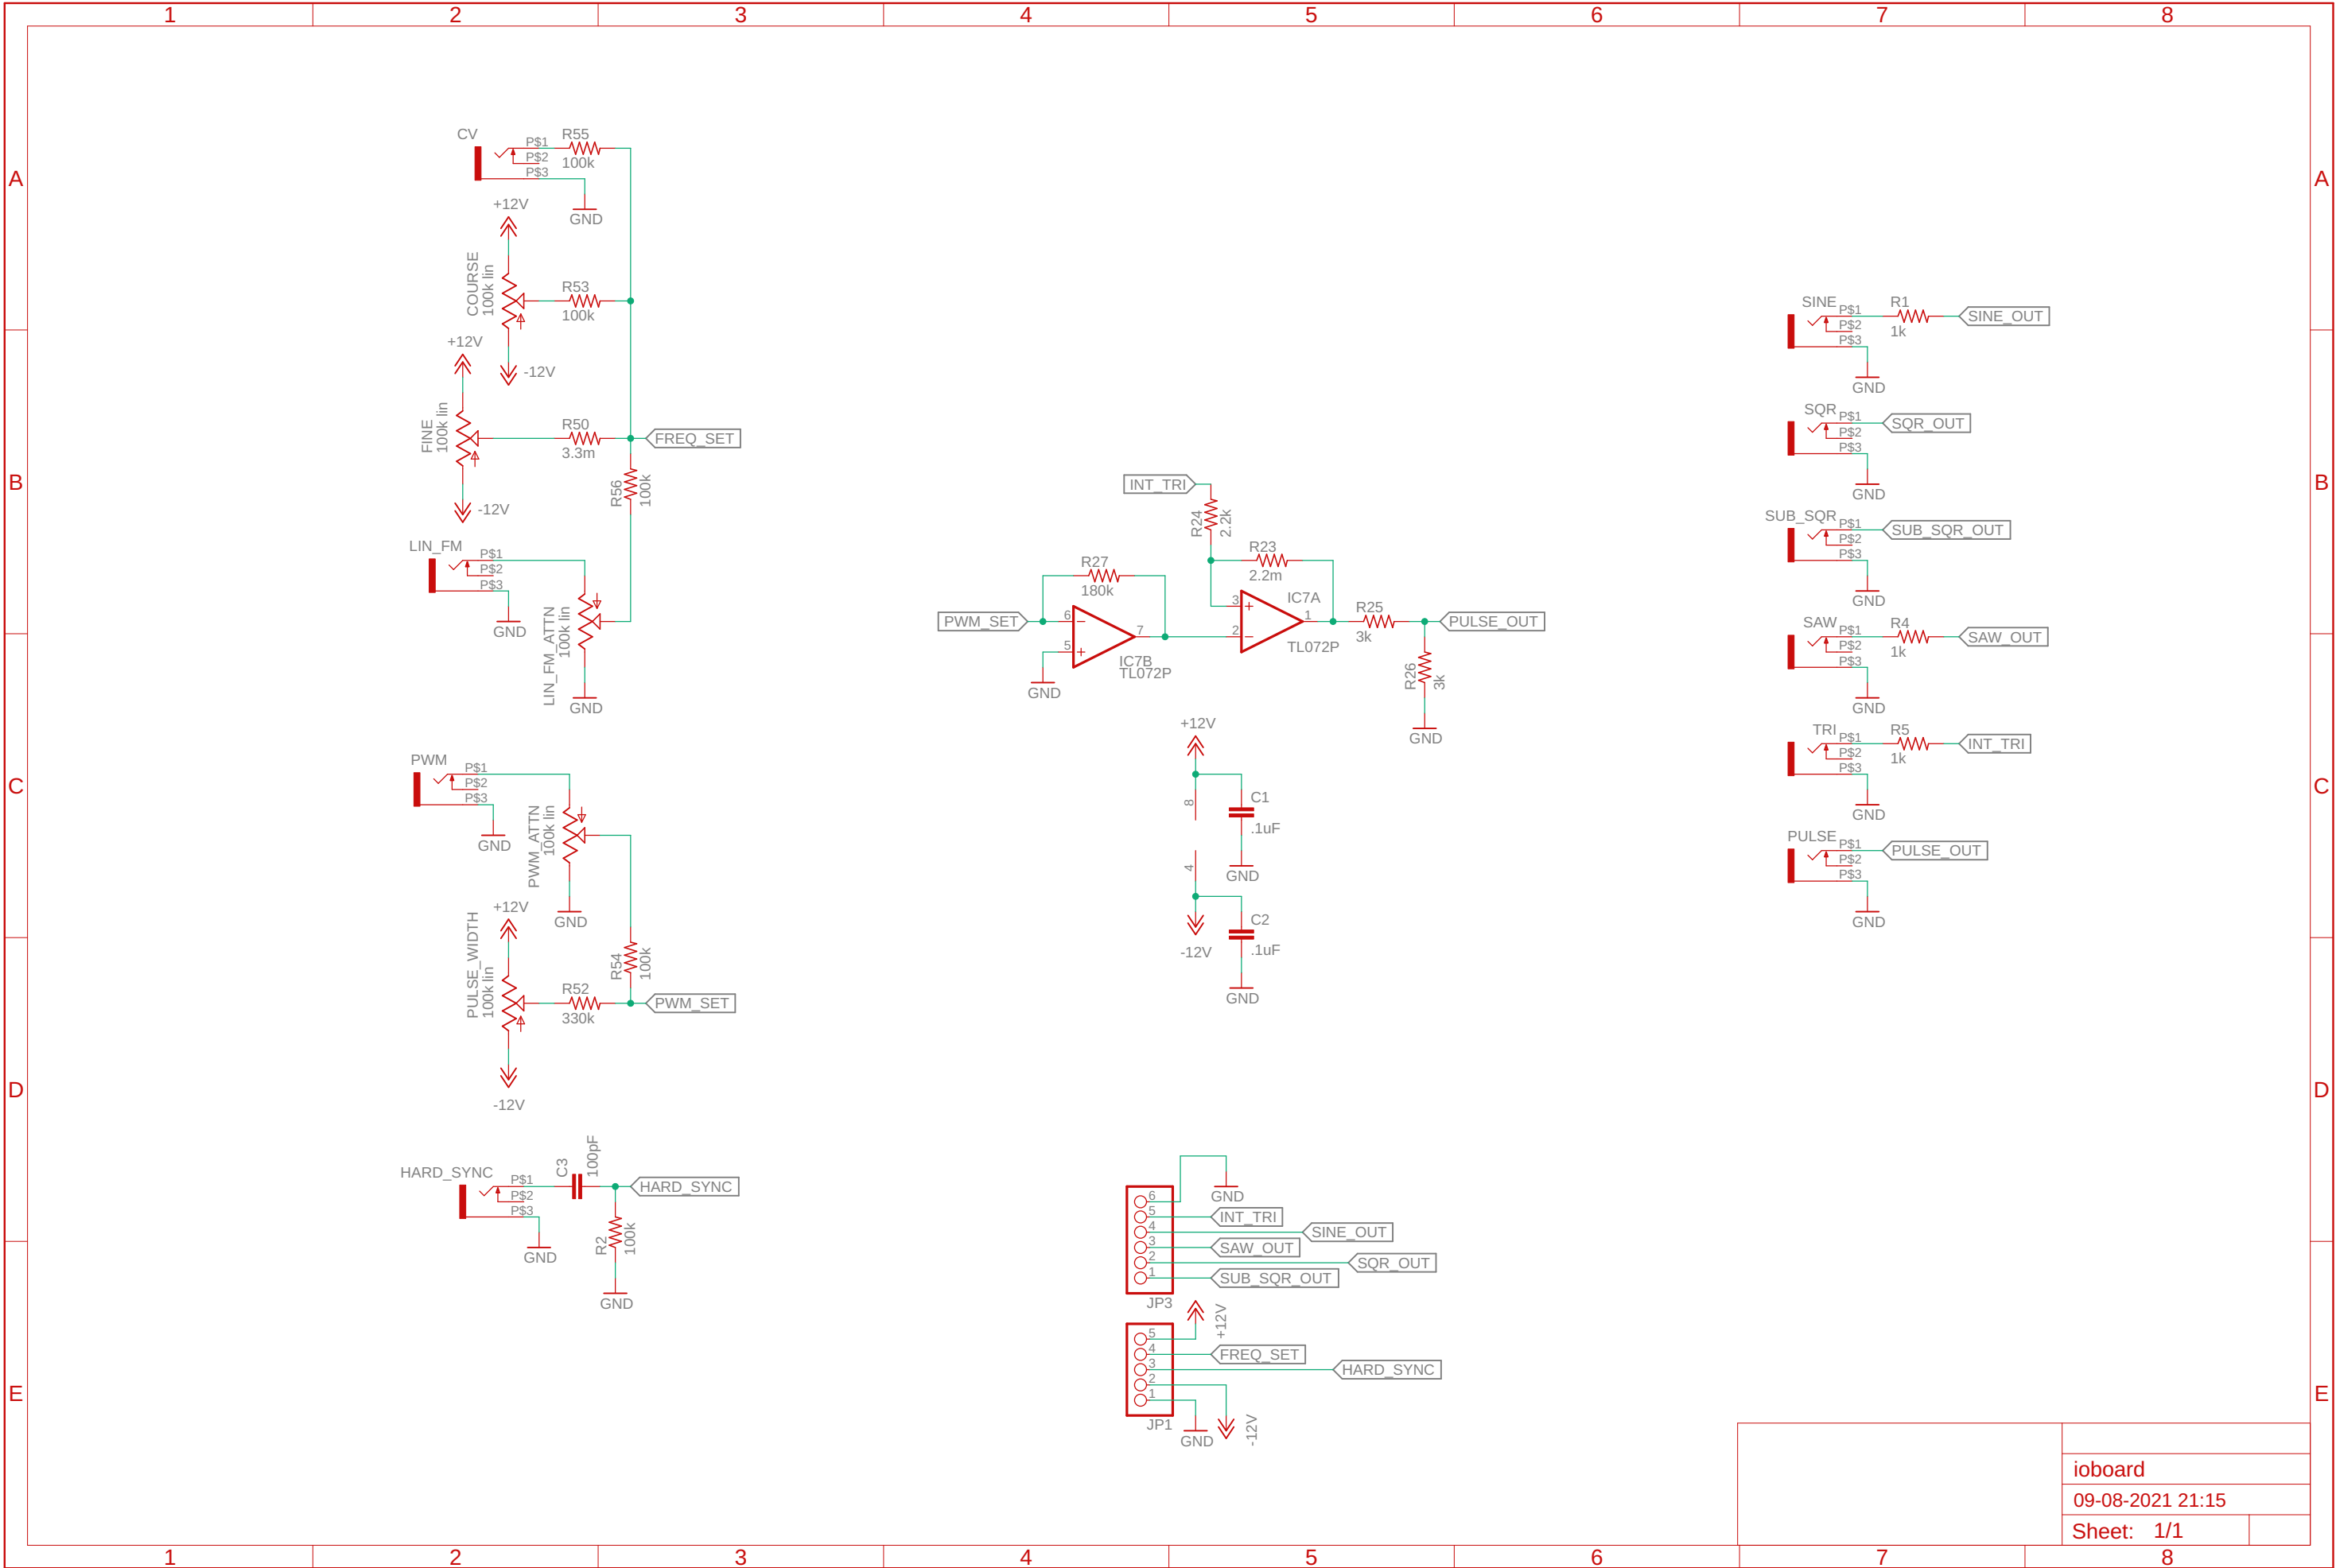 1 2 3 4 5 6 7 8
A
B
C
D
E
A
B
C
D
E
CV
P$1
P$2
P$3
R55
100k
GND
+12V
COURSE
100k lin
R53
100k
-12V
+12V
FINE
100k lin
R50
3.3m
FREQ_SET
-12V
R56
100k
LIN_FM
P$1
P$2
P$3
GND
LIN_FM_ATTN
100k lin
GND
PWM
P$1
P$2
P$3
GND
PWM_ATTN
100k lin
GND
+12V
PULSE_WIDTH
100k lin
R54
100k
R52
330k
PWM_SET
-12V
HARD_SYNC
P$1
P$2
P$3
GND
C3
100pF
HARD_SYNC
R2
100k
GND
INT_TRI
R24
2.2k
R23
2.2m
R27
180k
PWM_SET
6
5
7
GND
IC7B
TL072P
3
2
1
IC7A
TL072P
R25
3k
PULSE_OUT
R26
3k
GND
+12V
8
C1
.1uF
GND
4
-12V
C2
.1uF
GND
GND
6
5
INT_TRI
4
SINE_OUT
3
SAW_OUT
2
SQR_OUT
1
SUB_SQR_OUT
JP3
+12V
5
4
FREQ_SET
3
HARD_SYNC
2
1
JP1
GND
-12V
SINE
P$1
P$2
P$3
R1
1k
SINE_OUT
GND
SQR
P$1
P$2
P$3
SQR_OUT
GND
SUB_SQR
P$1
P$2
P$3
SUB_SQR_OUT
GND
SAW
P$1
P$2
P$3
R4
1k
SAW_OUT
GND
TRI
P$1
P$2
P$3
R5
1k
INT_TRI
GND
PULSE
P$1
P$2
P$3
PULSE_OUT
GND
ioboard
09-08-2021 21:15
Sheet: 1/1
1 2 3 4 5 6 7 8